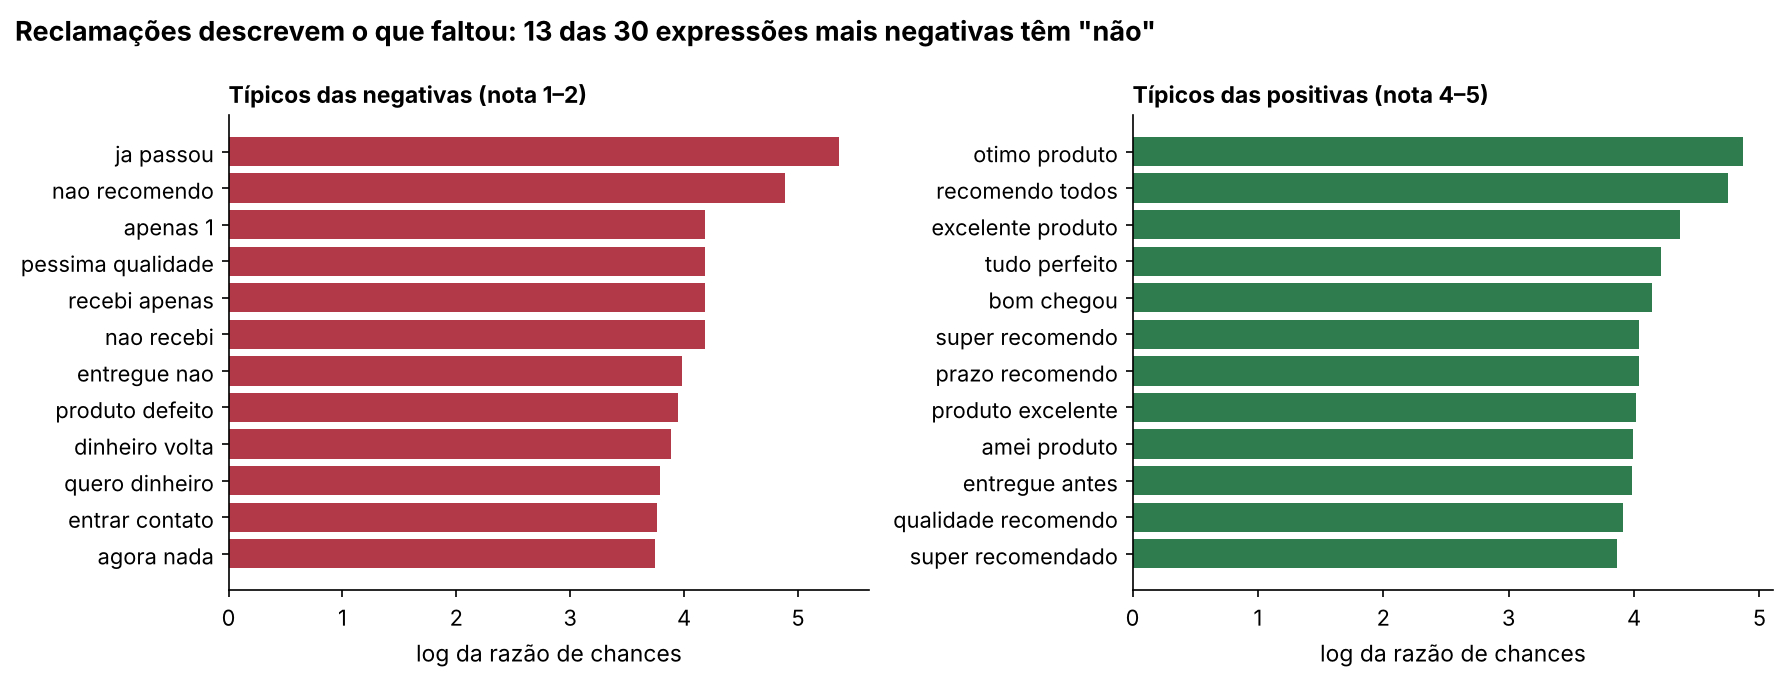 Reclamações descrevem o que faltou: 13 das 30 expressões mais negativas têm "não"
Típicos das negativas (nota 1–2)
ja passou
nao recomendo
apenas 1
pessima qualidade
recebi apenas
nao recebi
entregue nao
produto defeito
dinheiro volta
quero dinheiro
entrar contato
agora nada
0 1 2 3 4 5
log da razão de chances
Típicos das positivas (nota 4–5)
otimo produto
recomendo todos
excelente produto
tudo perfeito
bom chegou
super recomendo
prazo recomendo
produto excelente
amei produto
entregue antes
qualidade recomendo
super recomendado
0 1 2 3 4 5
log da razão de chances